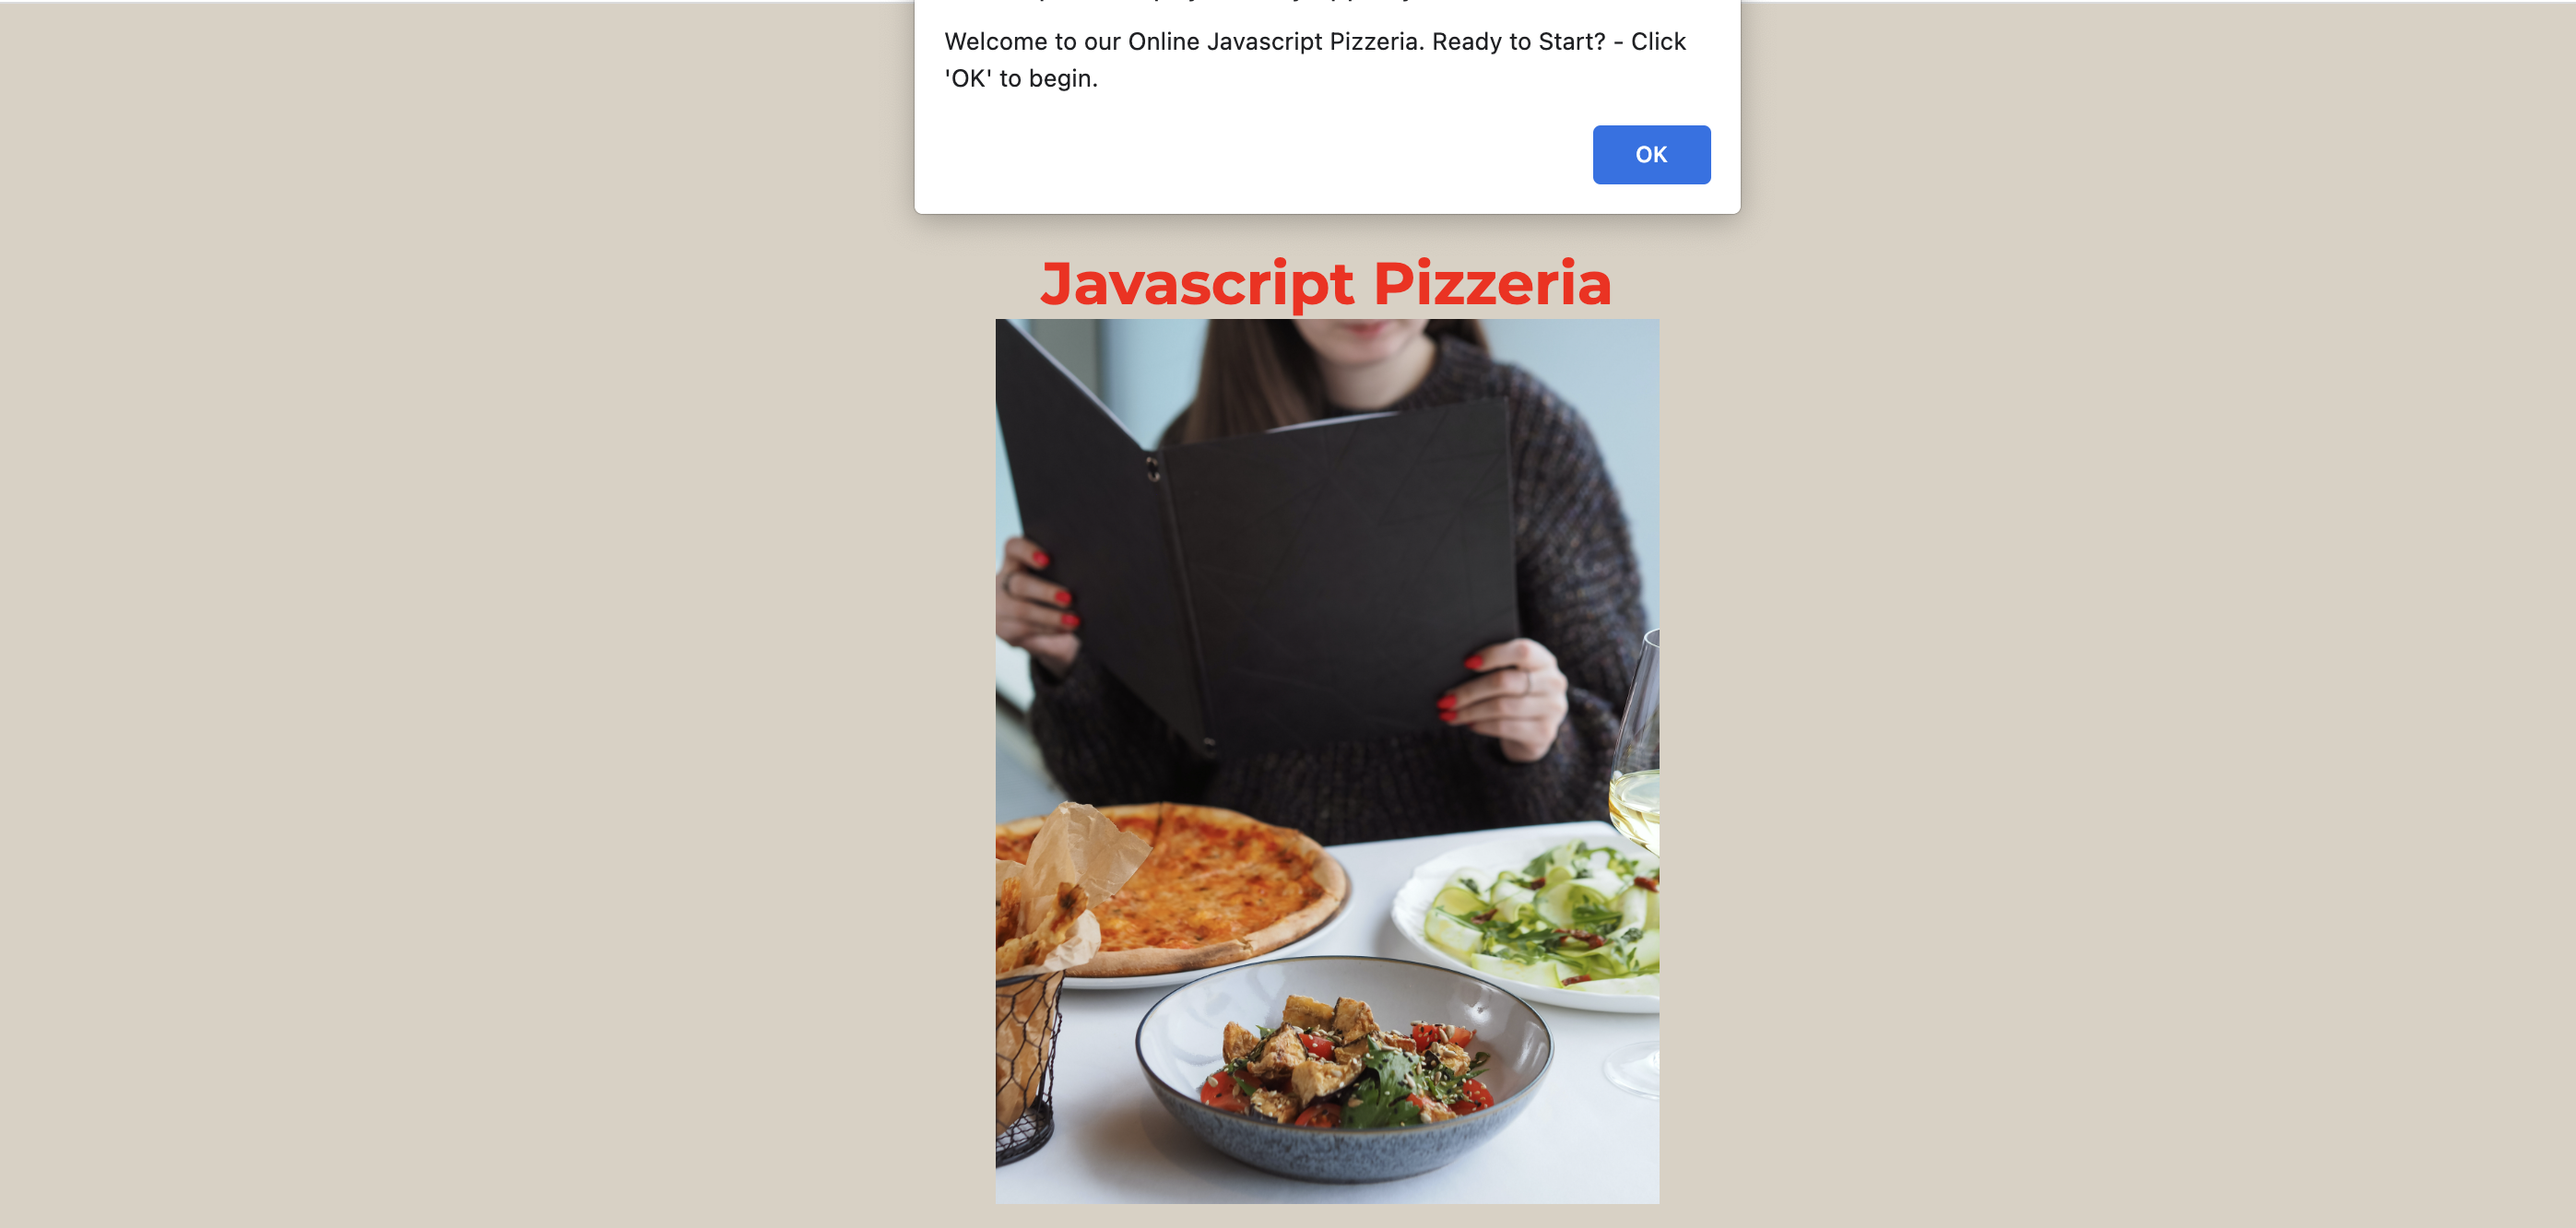 Welcome to our Online Javascript Pizzeria. Ready to Start? - Click
'OK' to begin.
OK
Javascript Pizzeria